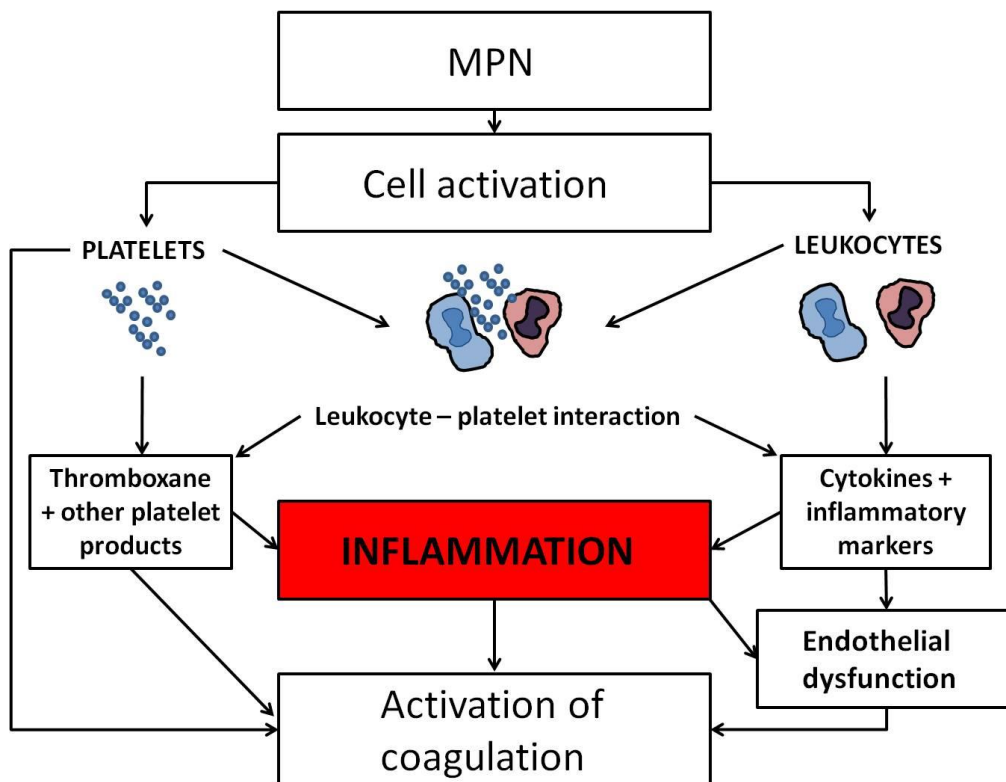 MPN
Cell activation
PLATELETS
LEUKOCYTES
Leukocyte – platelet interaction
Thromboxane
+ other platelet
products
Cytokines +
inflammatory
markers
INFLAMMATION
Endothelial
dysfunction
Activation of
coagulation